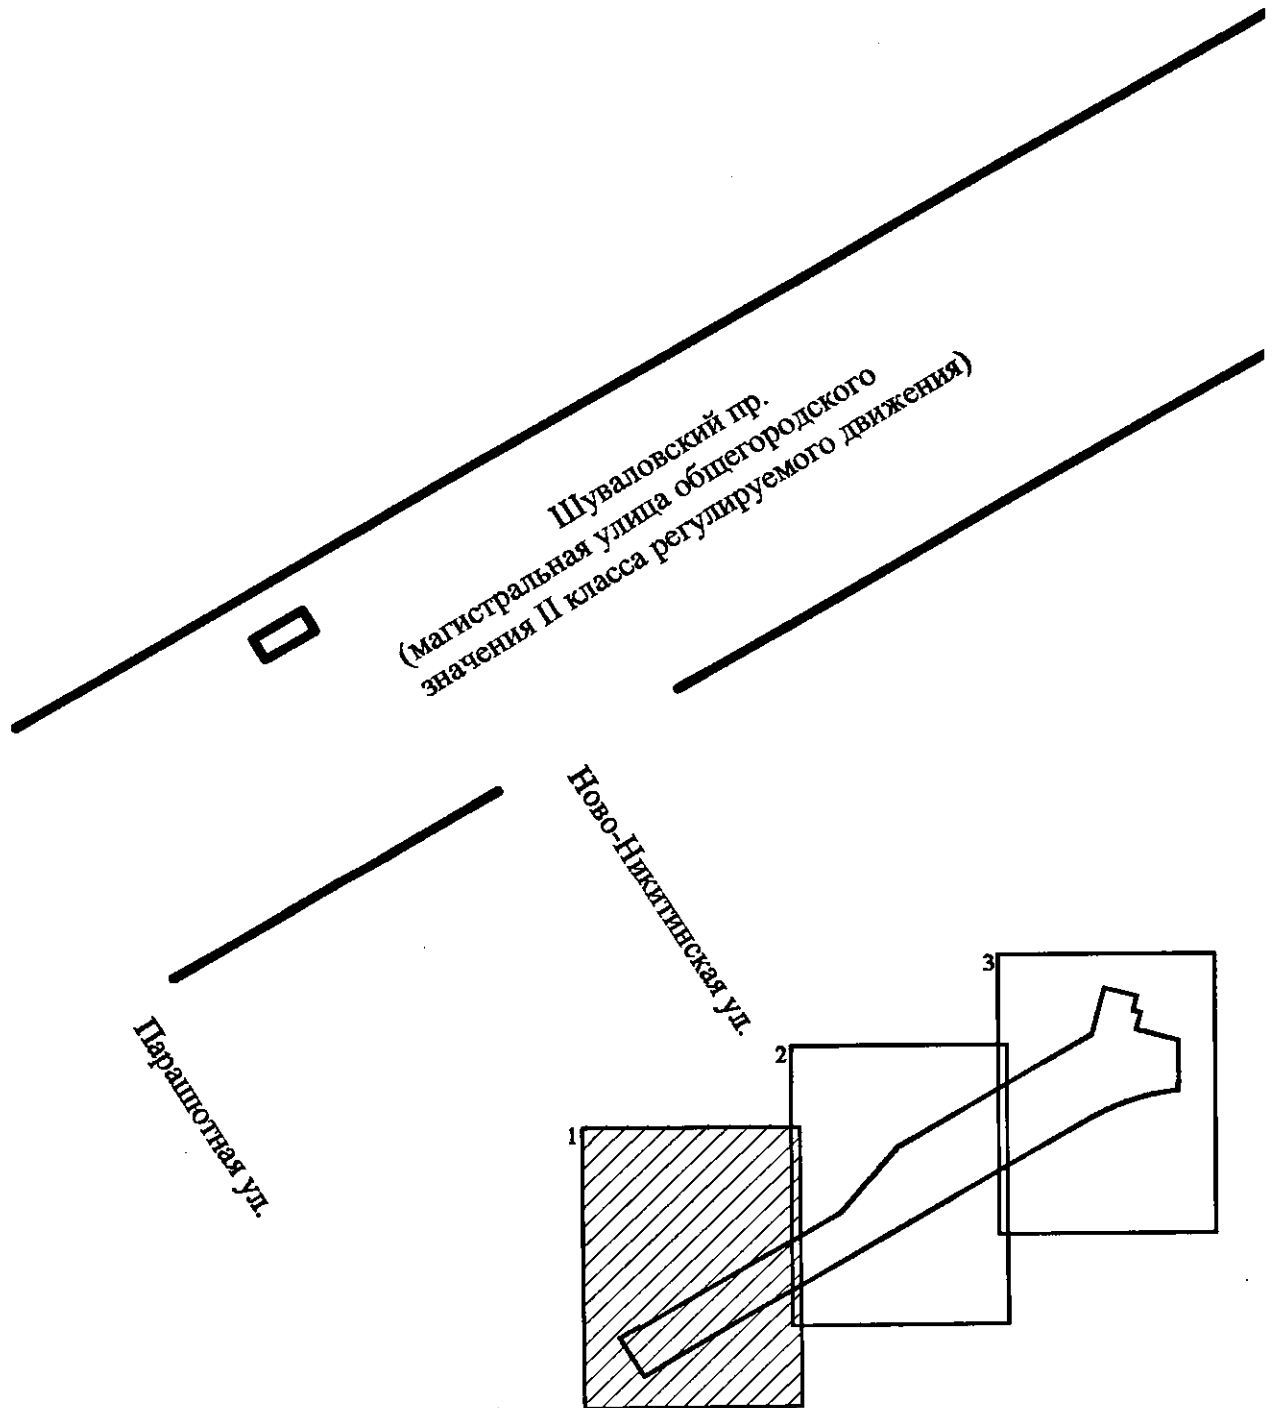 Шуваловский пр.
(магистральная улица общегородского
значения II класса регулируемого движения)
Ново-Никитинская ул.
Парашютная ул.
3
2
1